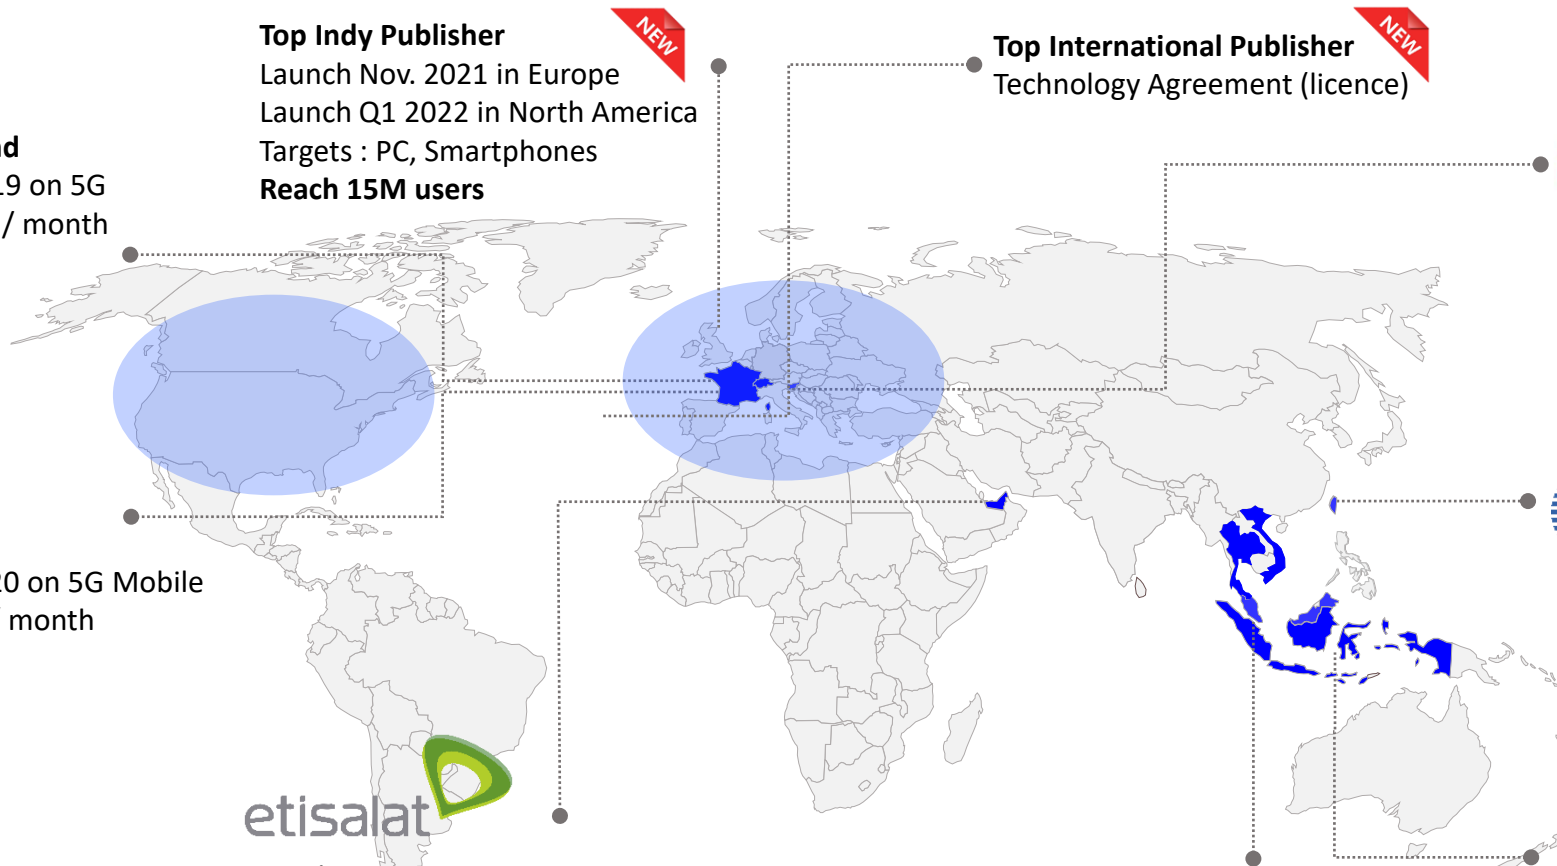 Top Indy Publisher
Launch Nov. 2021 in Europe
Launch Q1 2022 in North America
Targets : PC, Smartphones
Reach 15M users
NEW
Top International Publisher
Technology Agreement (licence)
NEW
19 on 5G
/ month
20 on 5G Mobile
/ month
etisalat